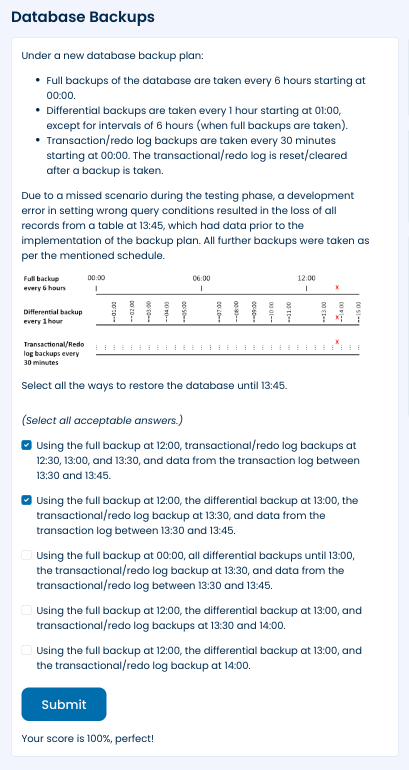 Database Backups
Under a new database backup plan:
• Full backups of the database are taken every 6 hours starting at
00:00.
• Differential backups are taken every 1 hour starting at 01:00,
except for intervals of 6 hours (when full backups are taken).
• Transaction/redo log backups are taken every 30 minutes
starting at 00:00. The transactional/redo log is reset/cleared
after a backup is taken.
Due to a missed scenario during the testing phase, a development
error in setting wrong query conditions resulted in the loss of all
records from a table at 13:45, which had data prior to the
implementation of the backup plan. All further backups were taken as
per the mentioned schedule.
Full backup
every 6 hours
00:00
06:00
12:00
x
Differential backup
every 1 hour
01:00
02:00
03:00
04:00
05:00
07:00
08:00
09:00
10:00
11:00
13:00
x
14:00
15:00
Transactional/Redo
log backups every
30 minutes
x
Select all the ways to restore the database until 13:45.
(Select all acceptable answers.)
Using the full backup at 12:00, transactional/redo log backups at
12:30, 13:00, and 13:30, and data from the transaction log between
13:30 and 13:45.
Using the full backup at 12:00, the differential backup at 13:00, the
transactional/redo log backup at 13:30, and data from the
transaction log between 13:30 and 13:45.
Using the full backup at 00:00, all differential backups until 13:00,
the transactional/redo log backup at 13:30, and data from the
transaction log between 13:30 and 13:45.
Using the full backup at 12:00, the differential backup at 13:00, and
transactional/redo log backups at 13:30 and 14:00.
Using the full backup at 12:00, the differential backup at 13:00, and
the transactional/redo log backup at 14:00.
Submit
Your score is 100%, perfect!